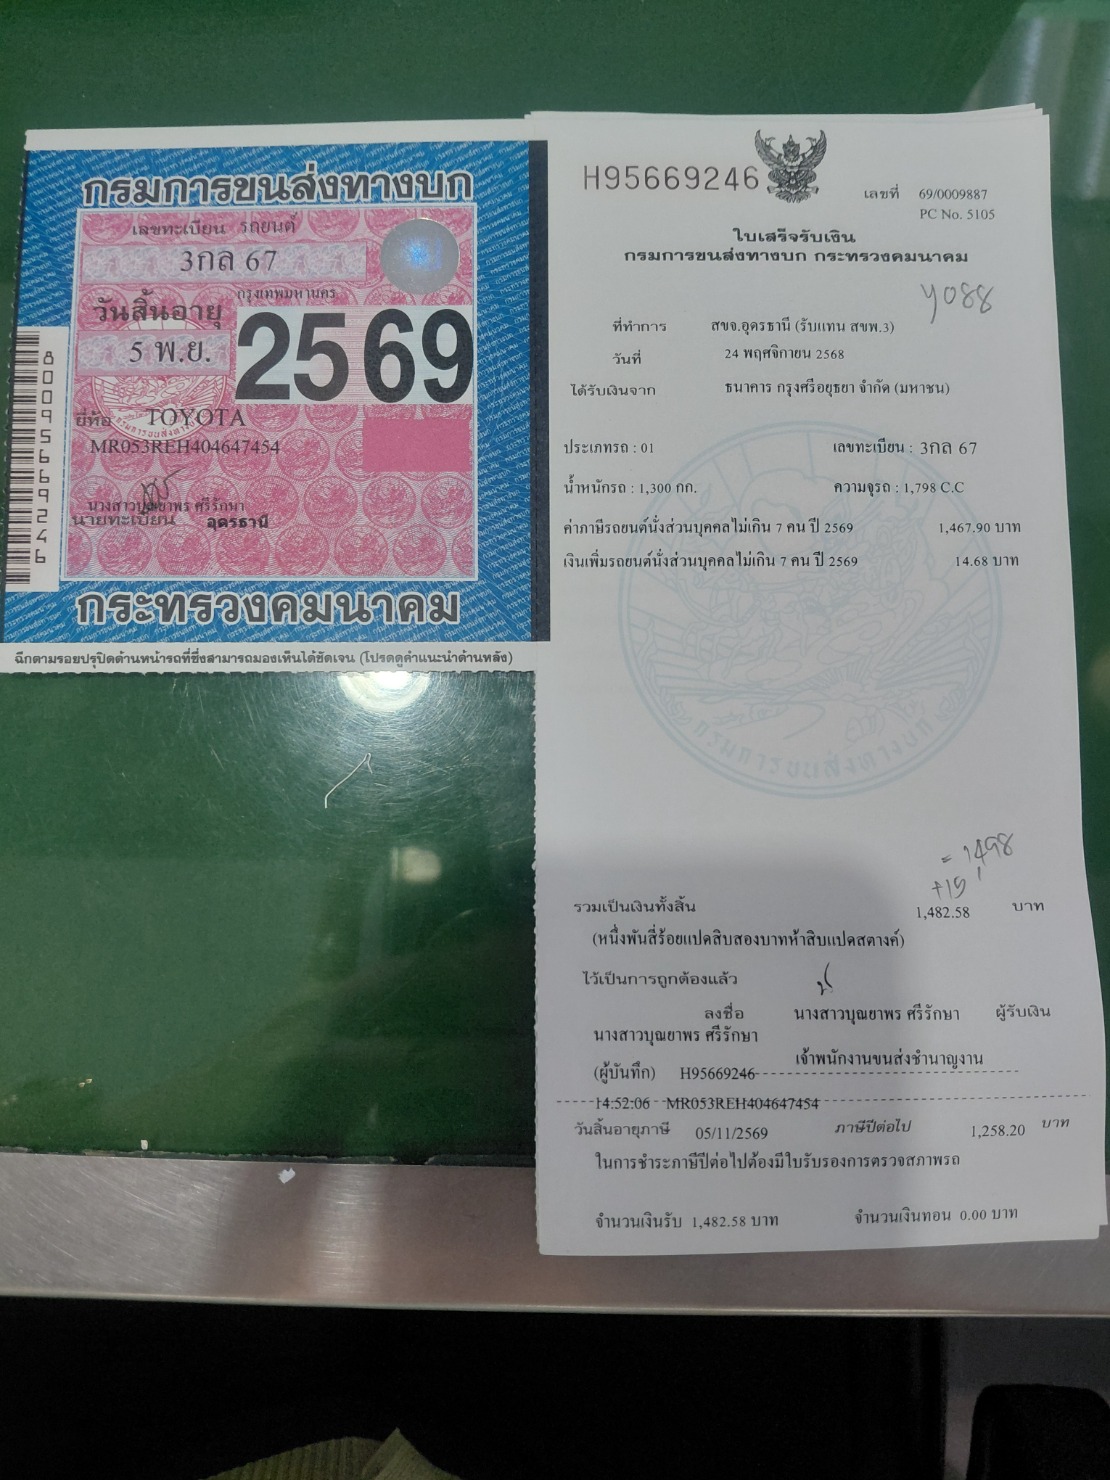 กรมการขนส่งทางบก
เลขทะเบียน รถยนต์
3กล 67
กรุงเทพมหานคร
วันสิ้นอายุ
5 พ.ย.
2569
ยี่ห้อ TOYOTA
MR053REH404647454
นางสาวบุณยาพร ศรีรักษา
นายทะเบียน อุดรธานี
80095669246
กระทรวงคมนาคม
ฉีกตามรอยปรุปิดด้านหน้ารถที่ซึ่งสามารถมองเห็นได้ชัดเจน (โปรดดูคำแนะนำด้านหลัง)
H95669246
เลขที่ 69/0009887
PC No. 5105
ใบเสร็จรับเงิน
กรมการขนส่งทางบก กระทรวงคมนาคม
y088
ที่ทำการ สขจ.อุดรธานี (รับแทน สขพ.3)
วันที่ 24 พฤศจิกายน 2568
ได้รับเงินจาก ธนาคาร กรุงศรีอยุธยา จำกัด (มหาชน)
ประเภทรถ : 01 เลขทะเบียน : 3กล 67
น้ำหนักรถ : 1,300 กก. ความจุรถ : 1,798 C.C
ค่าภาษีรถยนต์นั่งส่วนบุคคลไม่เกิน 7 คน ปี 2569 1,467.90 บาท
เงินเพิ่มรถยนต์นั่งส่วนบุคคลไม่เกิน 7 คน ปี 2569 14.68 บาท
กรมการขนส่งทางบก
= 1498
+15
รวมเป็นเงินทั้งสิ้น 1,482.58 บาท
(หนึ่งพันสี่ร้อยแปดสิบสองบาทห้าสิบแปดสตางค์)
ไว้เป็นการถูกต้องแล้ว
ลงชื่อ นางสาวบุณยาพร ศรีรักษา ผู้รับเงิน
นางสาวบุณยาพร ศรีรักษา
เจ้าพนักงานขนส่งชำนาญงาน
(ผู้บันทึก) H95669246
14:52:06 MR053REH404647454
วันสิ้นอายุภาษี 05/11/2569 ภาษีปีต่อไป 1,258.20 บาท
ในการชำระภาษีปีต่อไปต้องมีใบรับรองการตรวจสภาพรถ
จำนวนเงินรับ 1,482.58 บาท จำนวนเงินทอน 0.00 บาท